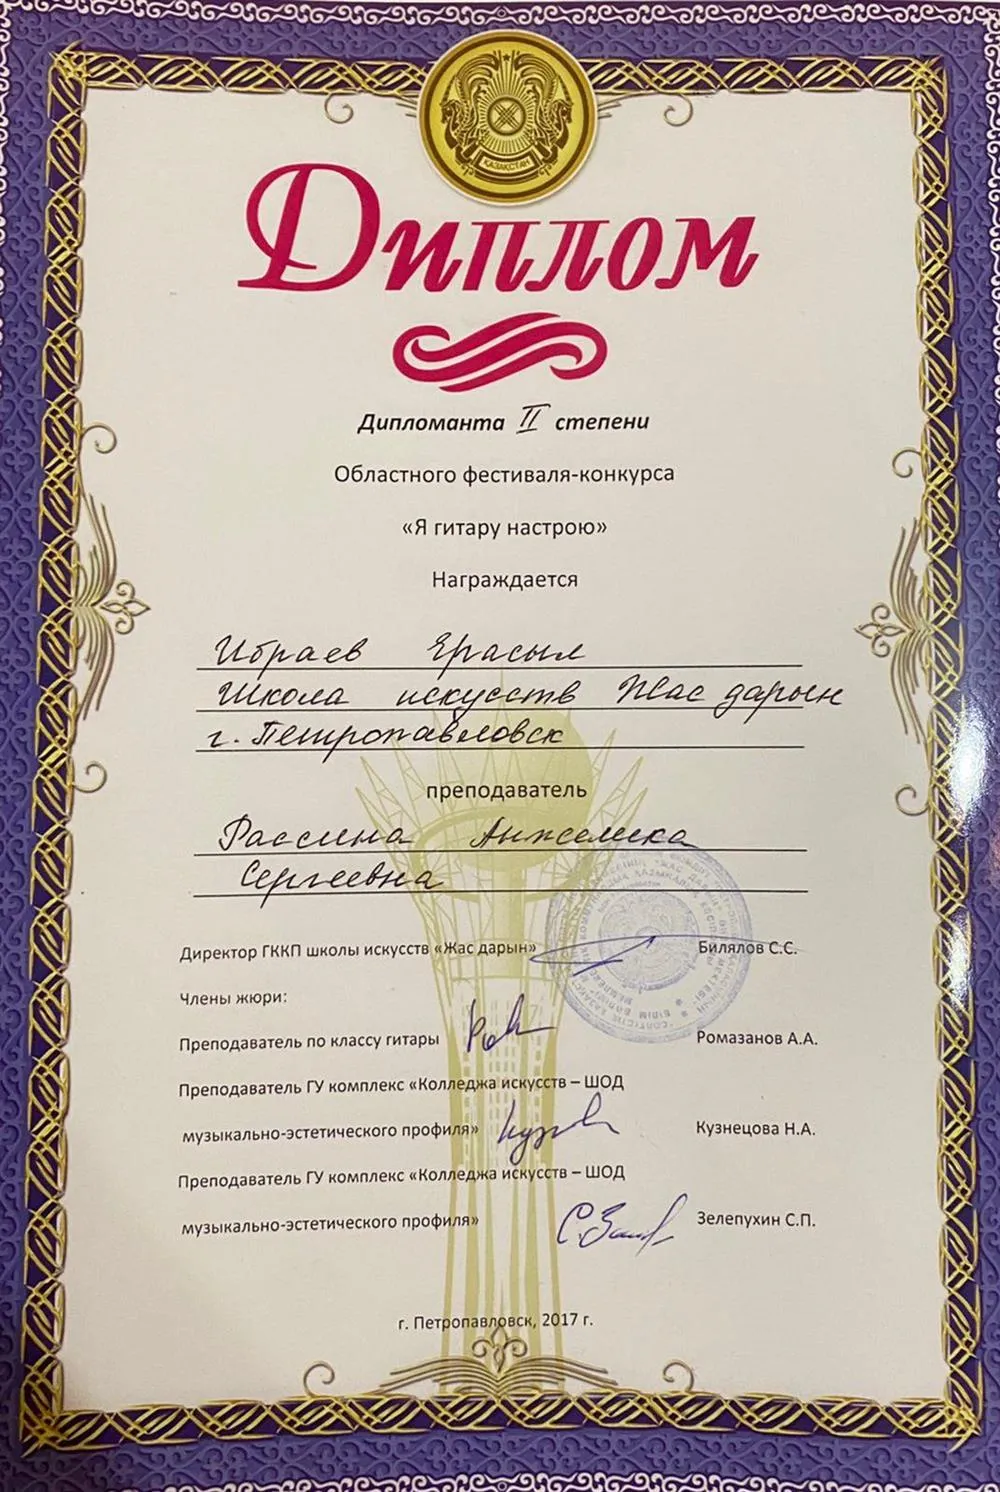 ҚАЗАҚСТАН
Диплом
Дипломанта II степени
Областного фестиваля-конкурса
«Я гитару настрою»
Награждается
Ибраев Ерасыл
Школа искусств Жас дарын
г. Петропавловск
преподаватель
Рассина Анжелика
Сергеевна
Директор ГККП школы искусств «Жас дарын» Билялов С.С.
Члены жюри:
Преподаватель по классу гитары Ромазанов А.А.
Преподаватель ГУ комплекс «Колледжа искусств – ШОД
музыкально-эстетического профиля» Кузнецова Н.А.
Преподаватель ГУ комплекс «Колледжа искусств – ШОД
музыкально-эстетического профиля» Зелепухин С.П.
г. Петропавловск, 2017 г.